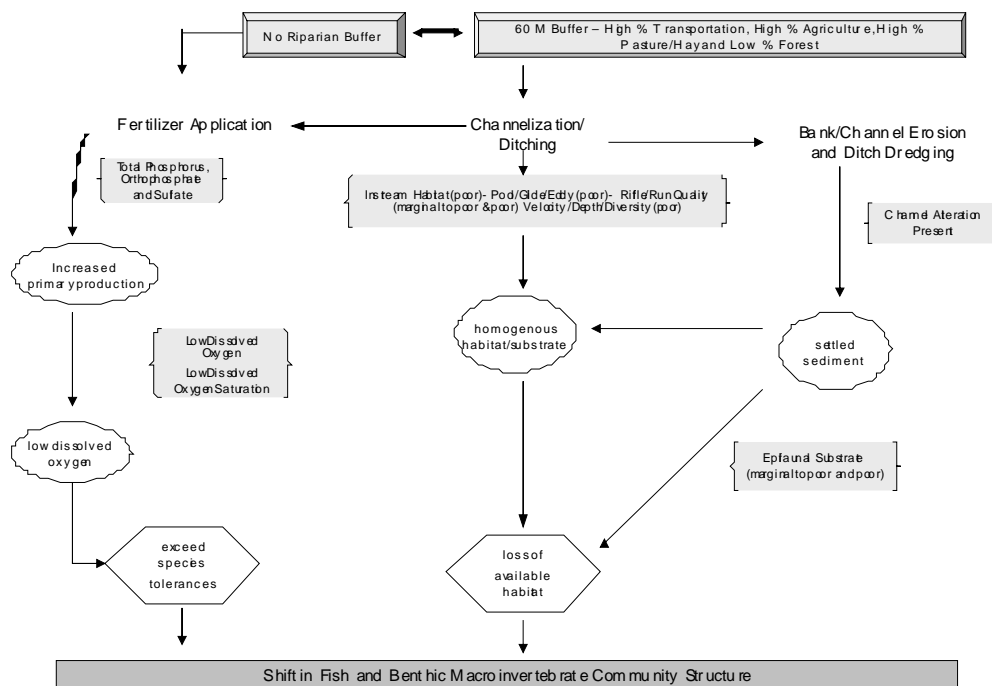 No Riparian Buffer
60 M Buffer – High % Transportation, High % Agriculture, High %
Pasture/Hay and Low % Forest
Fertilizer Application
Channelization/
Ditching
Bank/Channel Erosion
and Ditch Dredging
Total Phosphorus,
Orthophosphate
and Sulfate
Instream Habitat (poor)- Pool/Glide/Eddy (poor)- Rifle/Run Quality
(marginal to poor & poor) Velocity/Depth/Diversity (poor)
Channel Alteration
Present
Increased
primary production
homogenous
habitat/substrate
settled
sediment
Low Dissolved
Oxygen
Low Dissolved
Oxygen Saturation
low dissolved
oxygen
Epifaunal Substrate
(marginal to poor and poor)
exceed
species
tolerances
loss of
available
habitat
Shift in Fish and Benthic Macroinvertebrate Community Structure